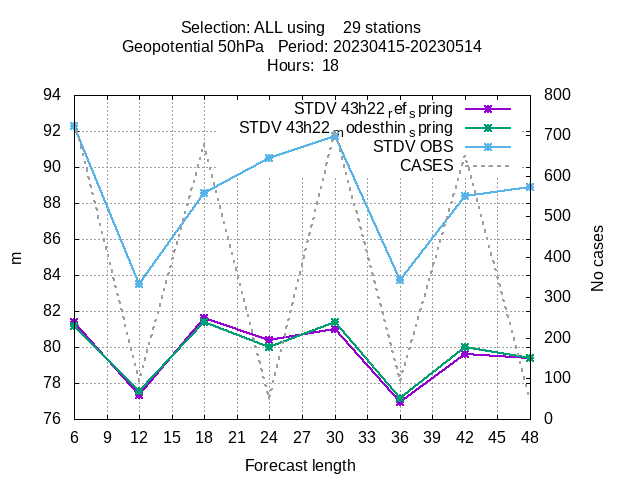 Selection: ALL using 29 stations
Geopotential 50hPa Period: 20230415-20230514
Hours: 18
STDV 43h22refspring
STDV 43h22modesthinspring
STDV OBS
CASES
94
92
90
88
86
84
82
80
78
76
m
800
700
600
500
400
300
200
100
0
No cases
6 9 12 15 18 21 24 27 30 33 36 39 42 45 48
Forecast length